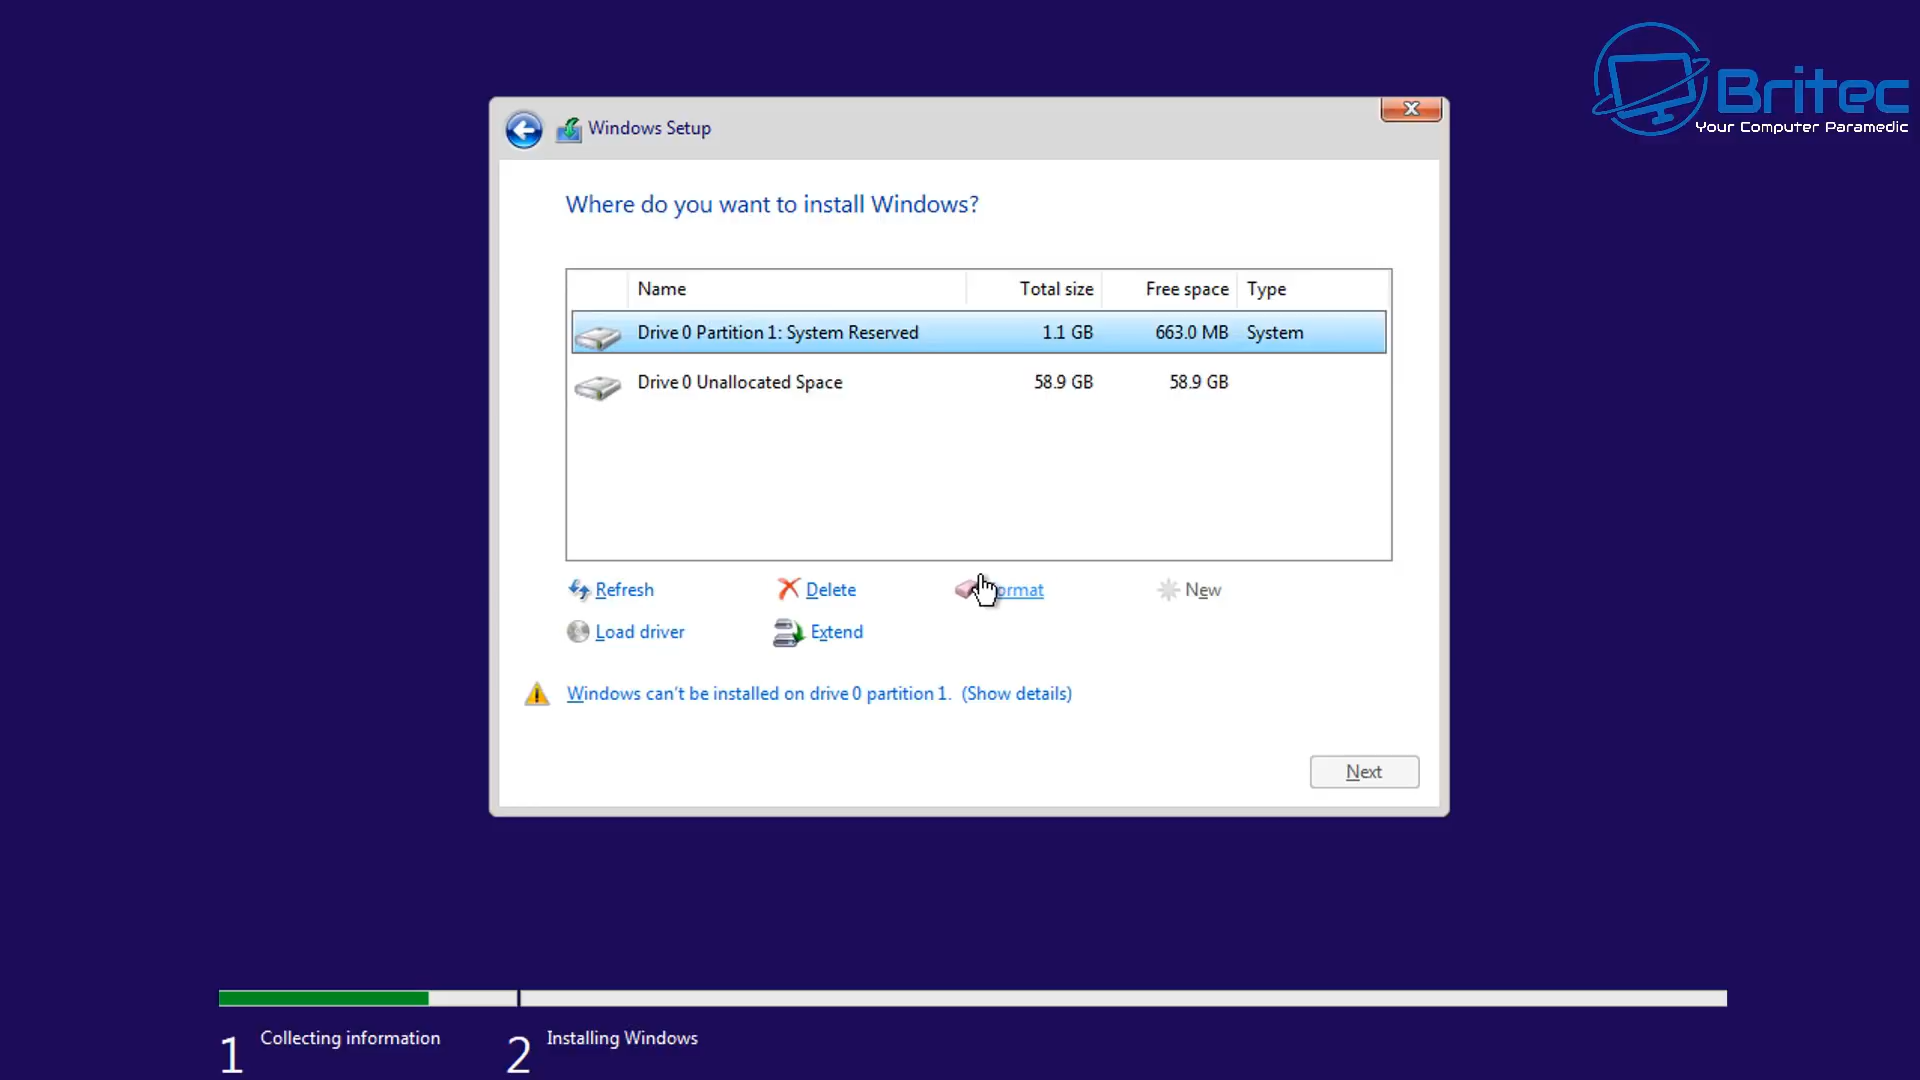 Britec
Your Computer Paramedic
Windows Setup
Where do you want to install Windows?
Name Total size Free space Type
Drive 0 Partition 1: System Reserved 1.1 GB 663.0 MB System
Drive 0 Unallocated Space 58.9 GB 58.9 GB
Refresh Delete ormat New
Load driver Extend
Windows can't be installed on drive 0 partition 1. (Show details)
Next
1 Collecting information 2 Installing Windows